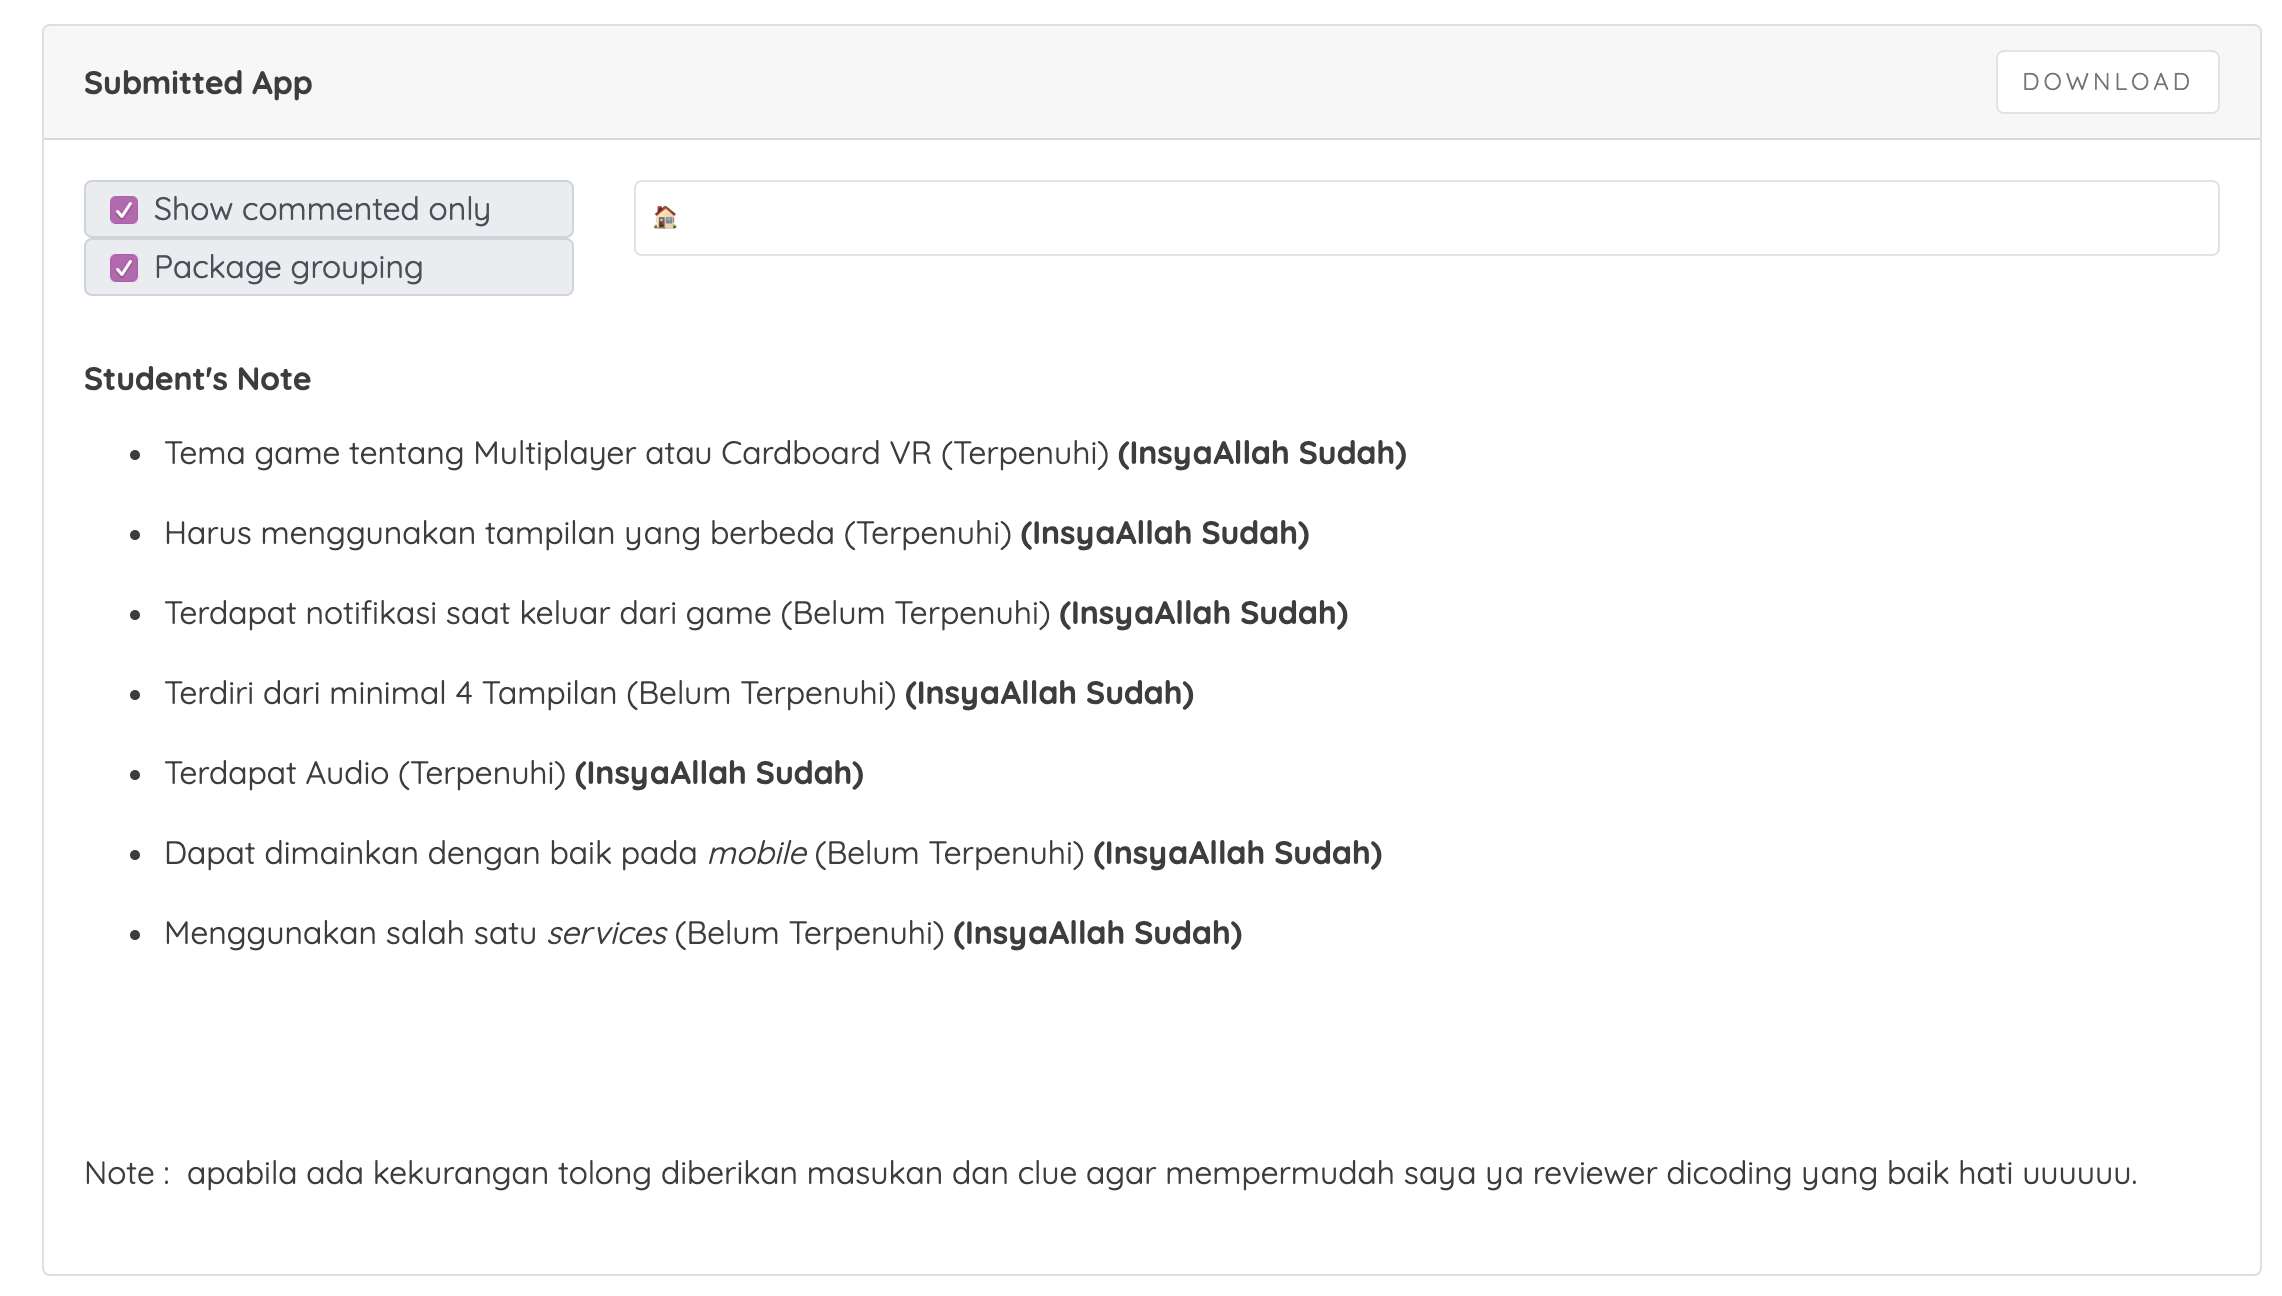 Submitted App
DOWNLOAD
Show commented only
Package grouping
Student's Note
Tema game tentang Multiplayer atau Cardboard VR (Terpenuhi) (InsyaAllah Sudah)
Harus menggunakan tampilan yang berbeda (Terpenuhi) (InsyaAllah Sudah)
Terdapat notifikasi saat keluar dari game (Belum Terpenuhi) (InsyaAllah Sudah)
Terdiri dari minimal 4 Tampilan (Belum Terpenuhi) (InsyaAllah Sudah)
Terdapat Audio (Terpenuhi) (InsyaAllah Sudah)
Dapat dimainkan dengan baik pada mobile (Belum Terpenuhi) (InsyaAllah Sudah)
Menggunakan salah satu services (Belum Terpenuhi) (InsyaAllah Sudah)
Note :  apabila ada kekurangan tolong diberikan masukan dan clue agar mempermudah saya ya reviewer dicoding yang baik hati uuuuuu.